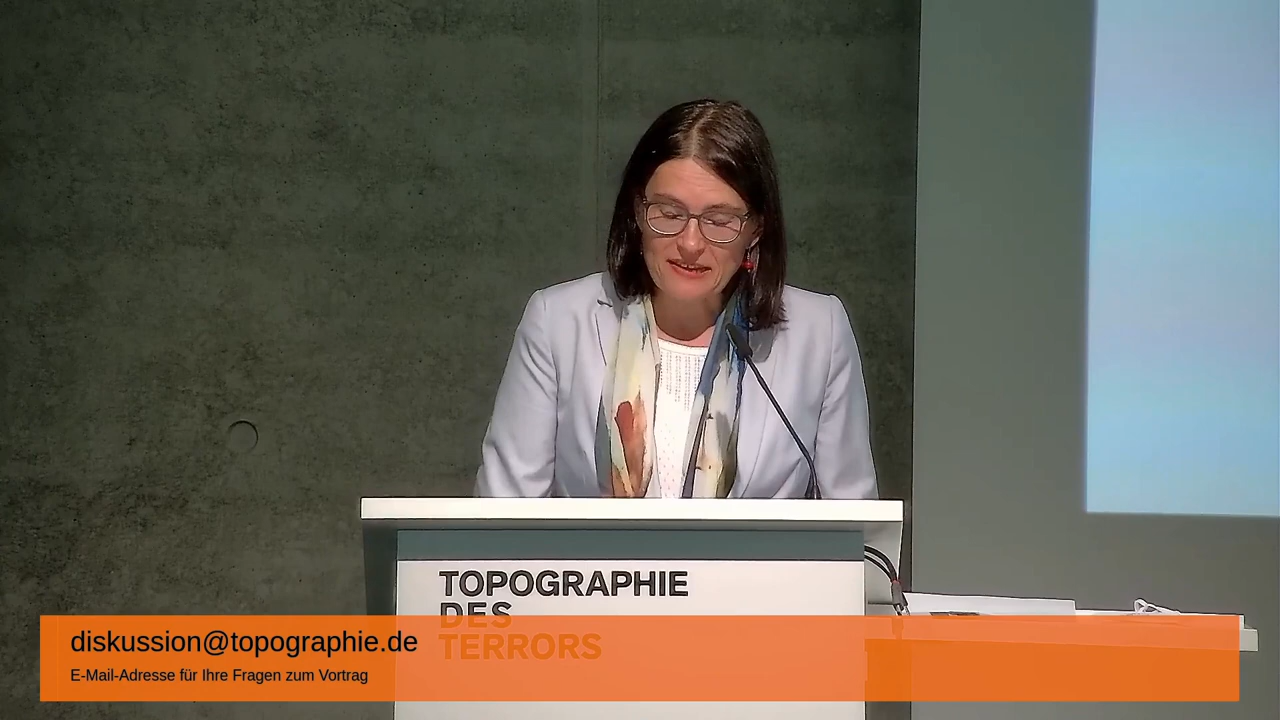 TOPOGRAPHIE
DES
TERRORS
diskussion@topographie.de
E-Mail-Adresse für Ihre Fragen zum Vortrag